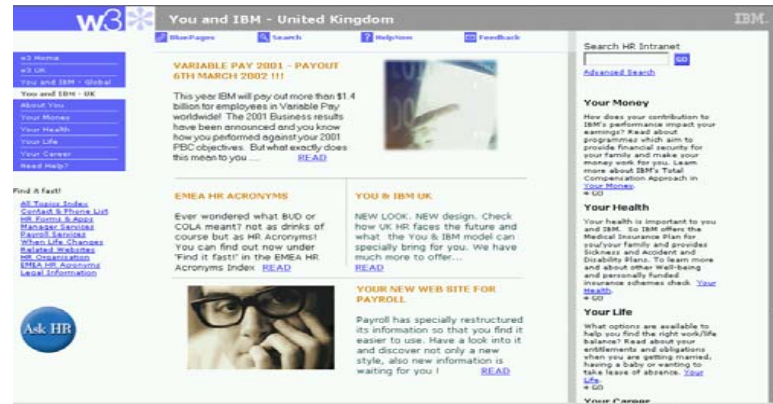 w3
You and IBM - United Kingdom
IBM.
BluePages
Search
HelpNow
Feedback
w3 Home
w3 UK
You and IBM - Global
You and IBM - UK
About You
Your Money
Your Health
Your Life
Your Career
Need Help?
Find it fast!
All Topics Index
Contact & Phone List
HR Forms & Apps
Manager Services
Payroll Services
When Life Changes
Related Websites
HR Organisation
EMEA HR Acronyms
Legal Information
Ask HR
VARIABLE PAY 2001 - PAYOUT
6TH MARCH 2002 !!!
This year IBM will pay out more than $1.4
billion for employees in Variable Pay
worldwide! The 2001 Business results
have been announced and you know
how you performed against your 2001
PBC objectives. But what exactly does
this mean to you .... READ
EMEA HR ACRONYMS
Ever wondered what BUD or
COLA meant? not as drinks of
course but as HR Acronyms!
You can find out now under
'Find it fast!' in the EMEA HR
Acronyms Index READ
YOU & IBM UK
NEW LOOK. NEW design. Check
how UK HR faces the future and
what the You & IBM model can
specially bring for you. We have
much more to offer...
READ
YOUR NEW WEB SITE FOR
PAYROLL
Payroll has specially restructured
its information so that you find it
easier to use. Have a look into it
and discover not only a new
style, also new information is
waiting for you ! READ
Search HR Intranet
GO
Advanced Search
Your Money
How does your contribution to
IBM's performance impact your
earnings? Read about
programmes which aim to
provide financial security for
your family and make your
money work for you. Learn
more about IBM's Total
Compensation Approach in
Your Money.
GO
Your Health
Your health is important to you
and IBM. So IBM offers the
Medical Insurance Plan for
you/your family and provides
Sickness and Accident and
Disability Plans. To learn more
and about other Well-being
and personally funded
insurance schemes check Your
Health.
GO
Your Life
What options are available to
help you find the right work/life
balance? Read about your
entitlements and obligations
when you are getting married,
having a baby or wanting to
take leave of absence. Your
Life.
GO
Your Career